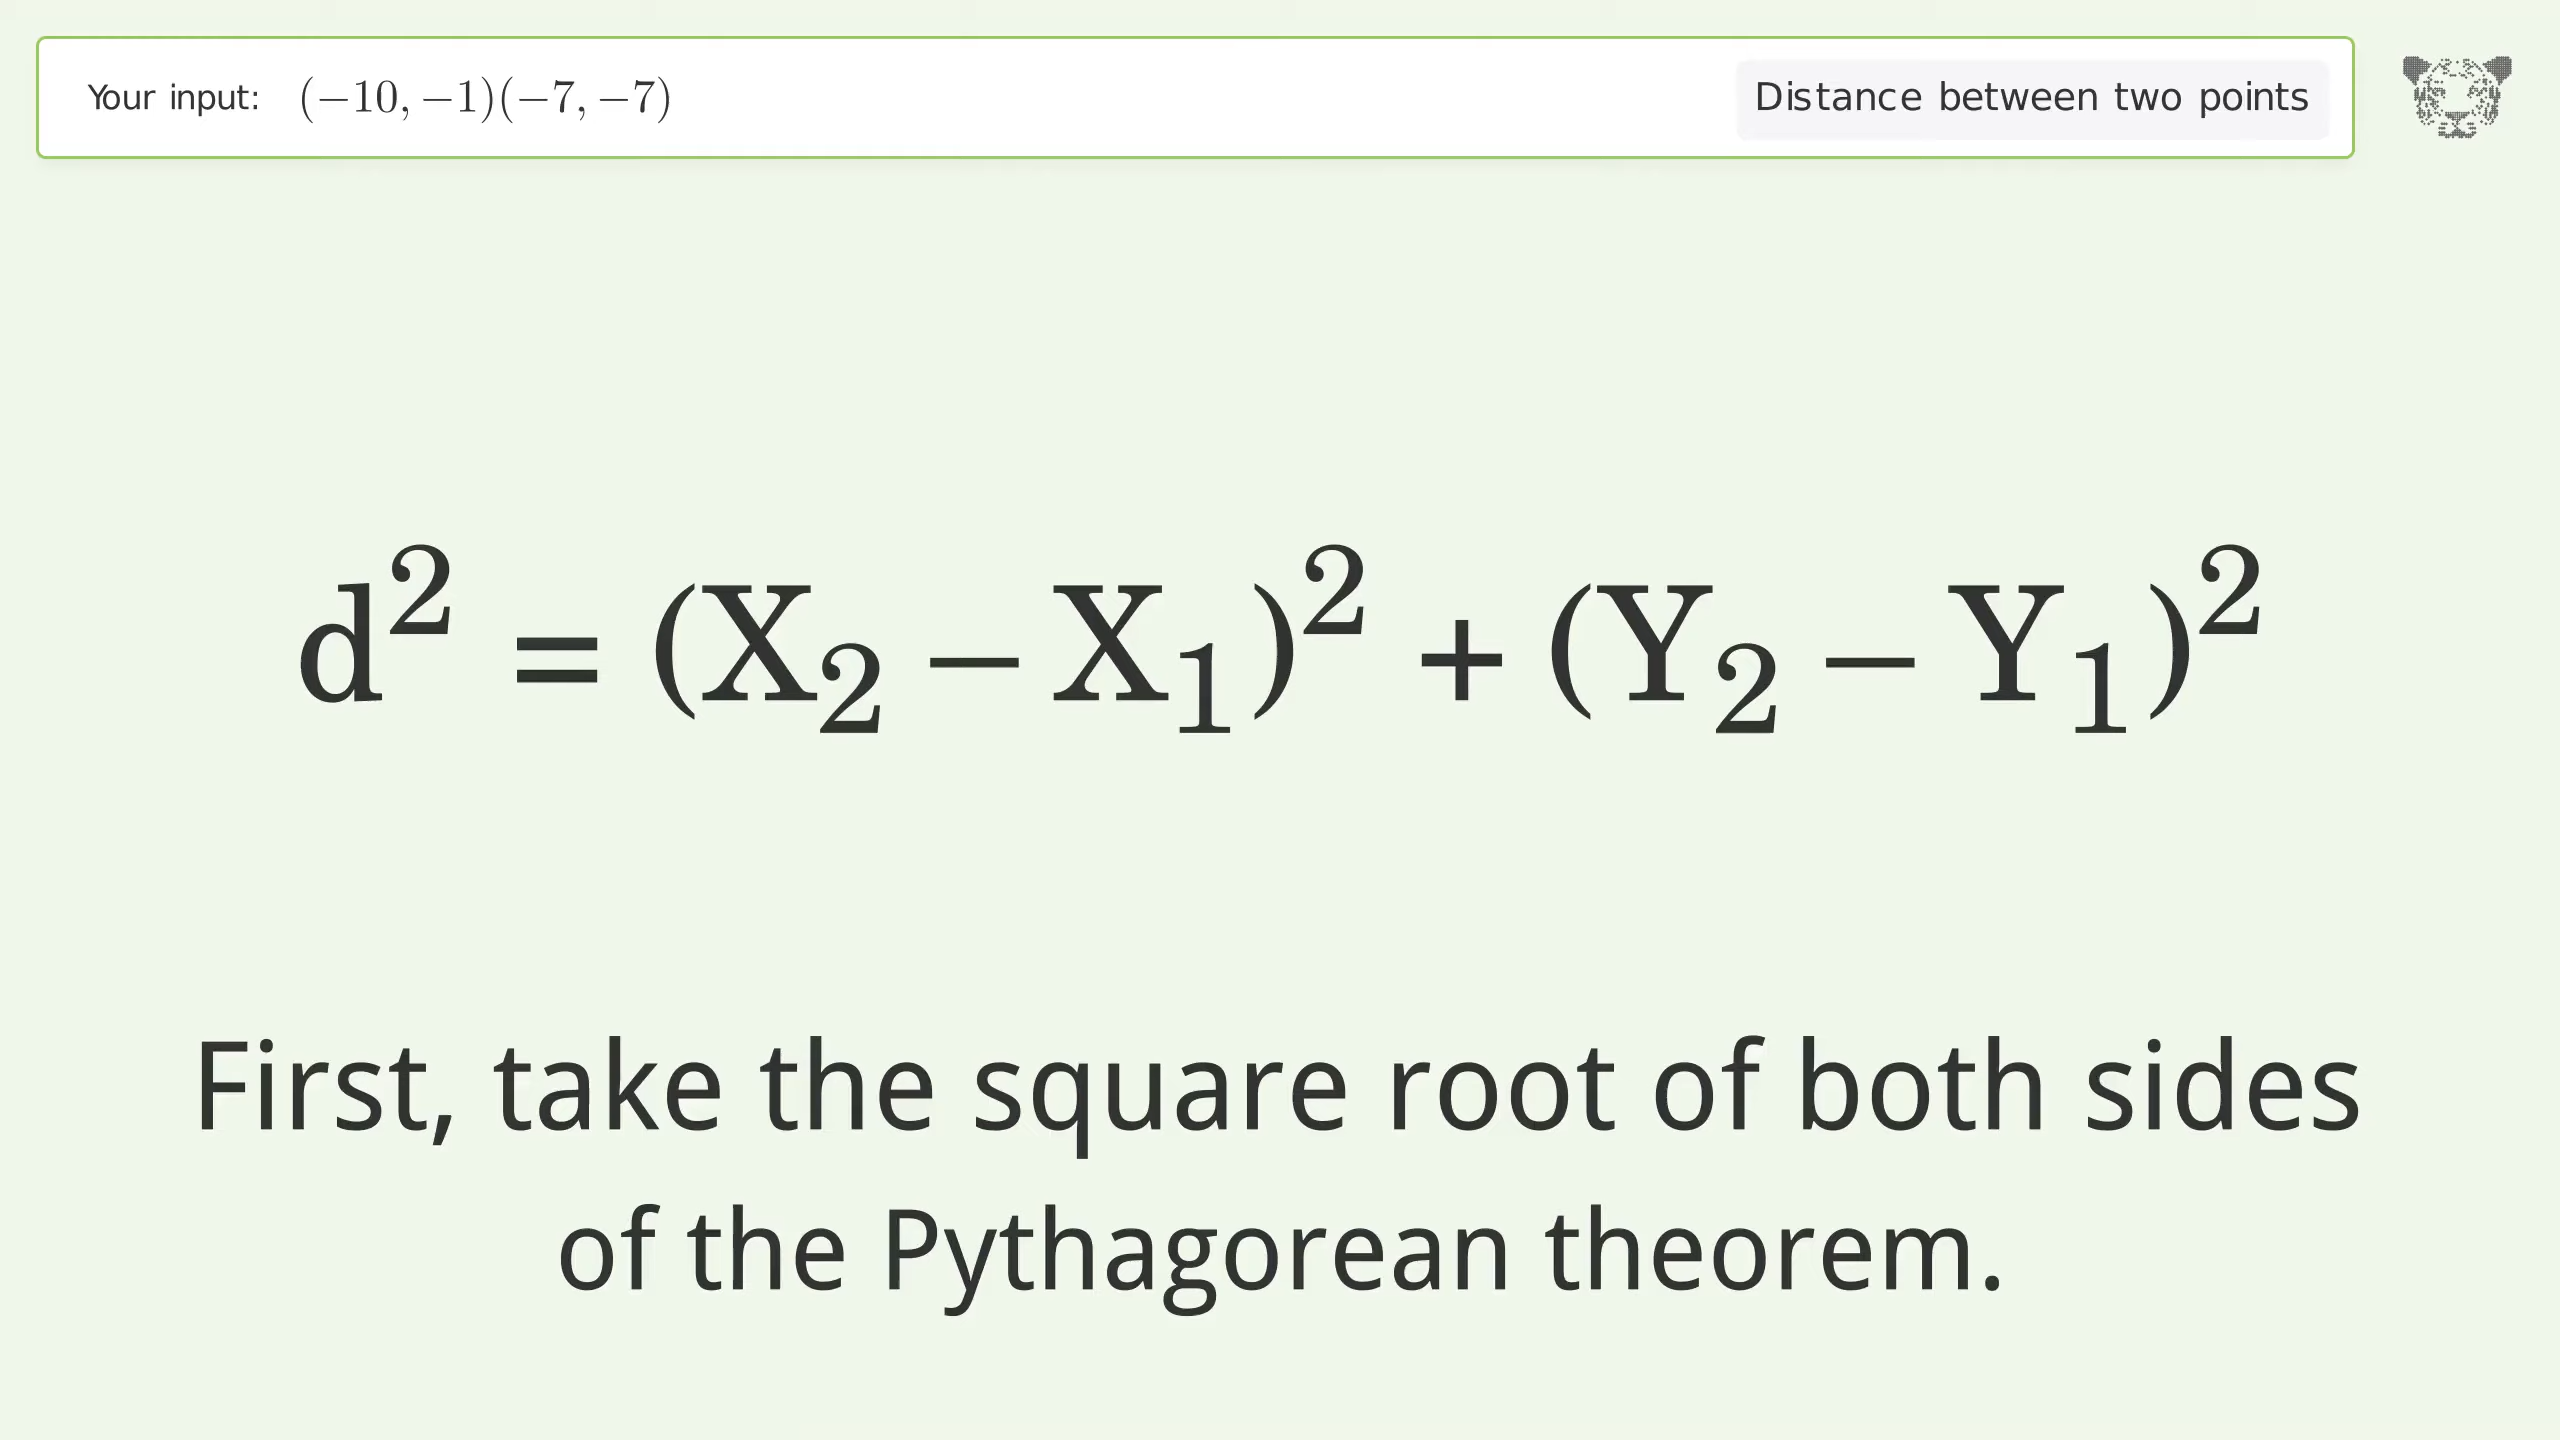 Your input: (−10, −1)(−7, −7)
Distance between two points
d² = (X₂ − X₁)² + (Y₂ − Y₁)²
First, take the square root of both sides
of the Pythagorean theorem.